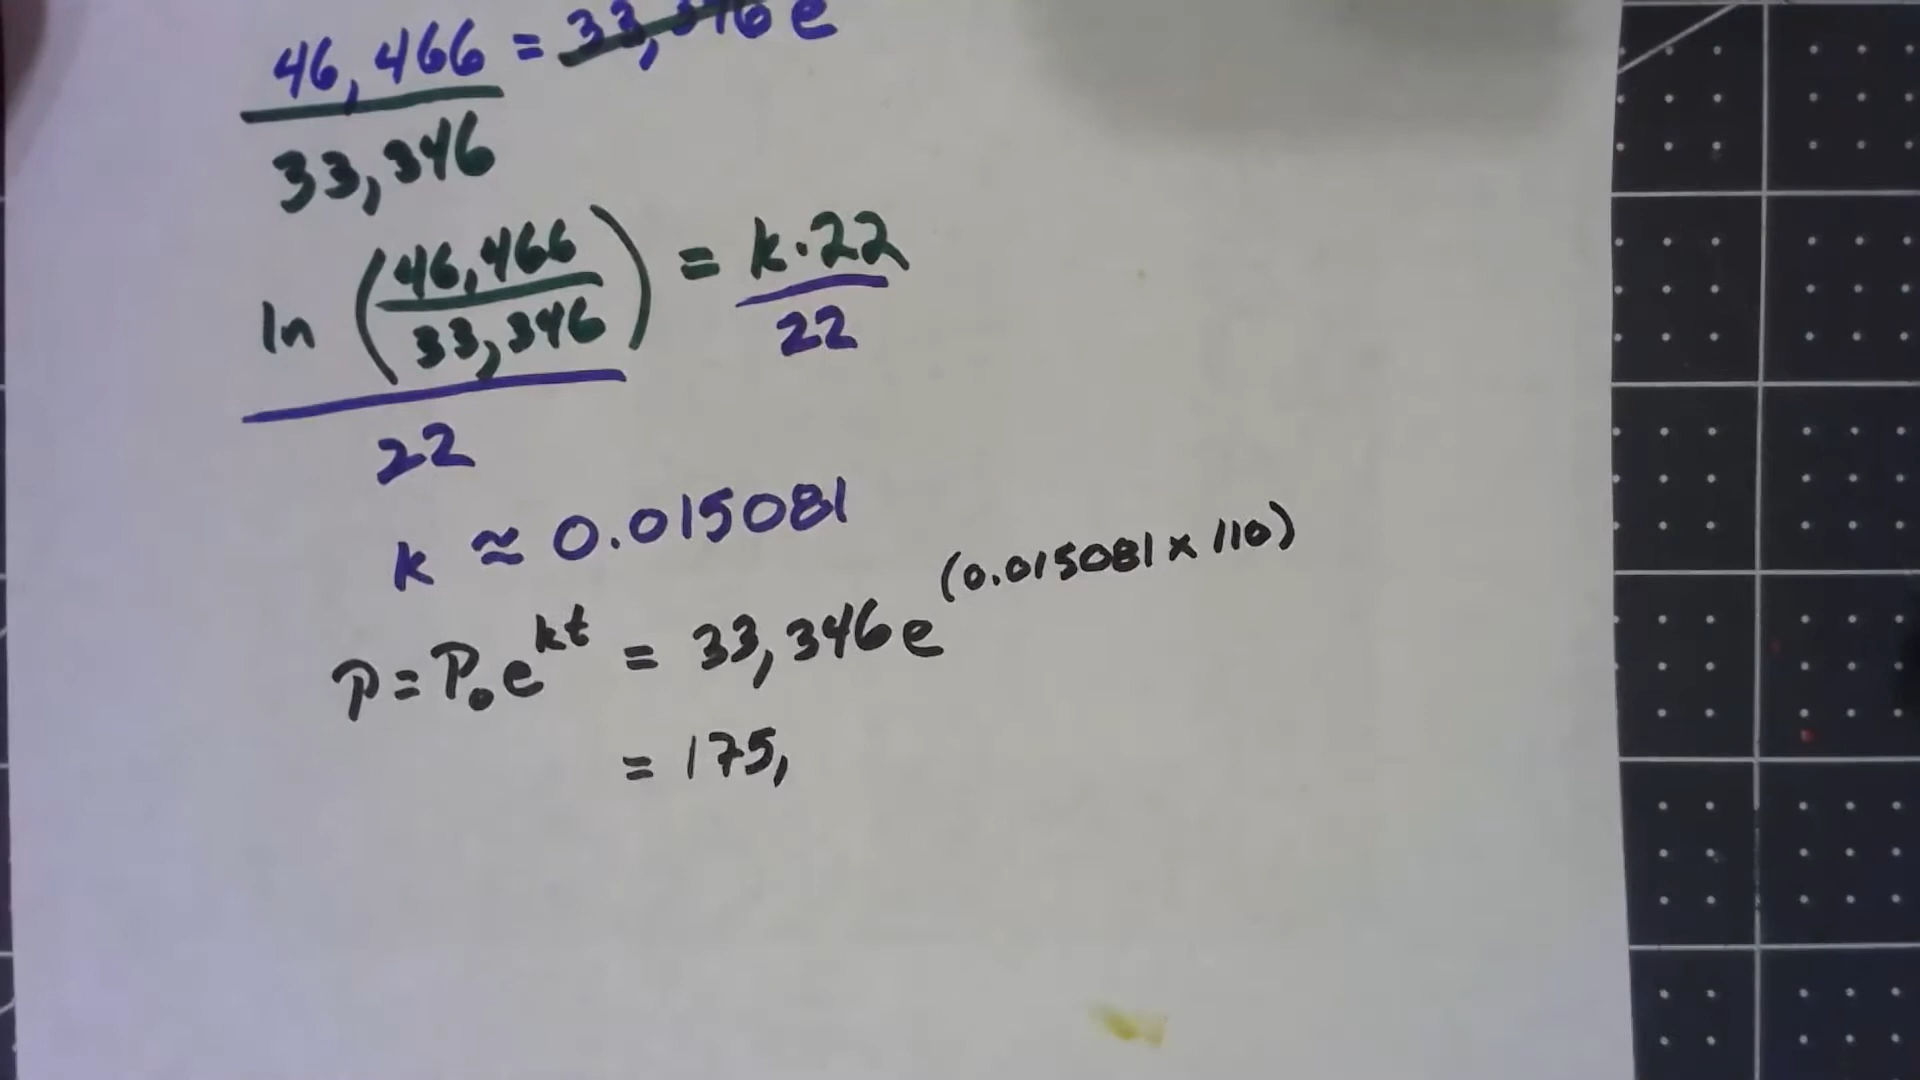 46,466 = 33,346 e
33,346
ln (46,466 / 33,346) = k·22
22 22
k ≈ 0.015081
P = P₀e^kt = 33,346e^(0.015081 × 110)
= 175,